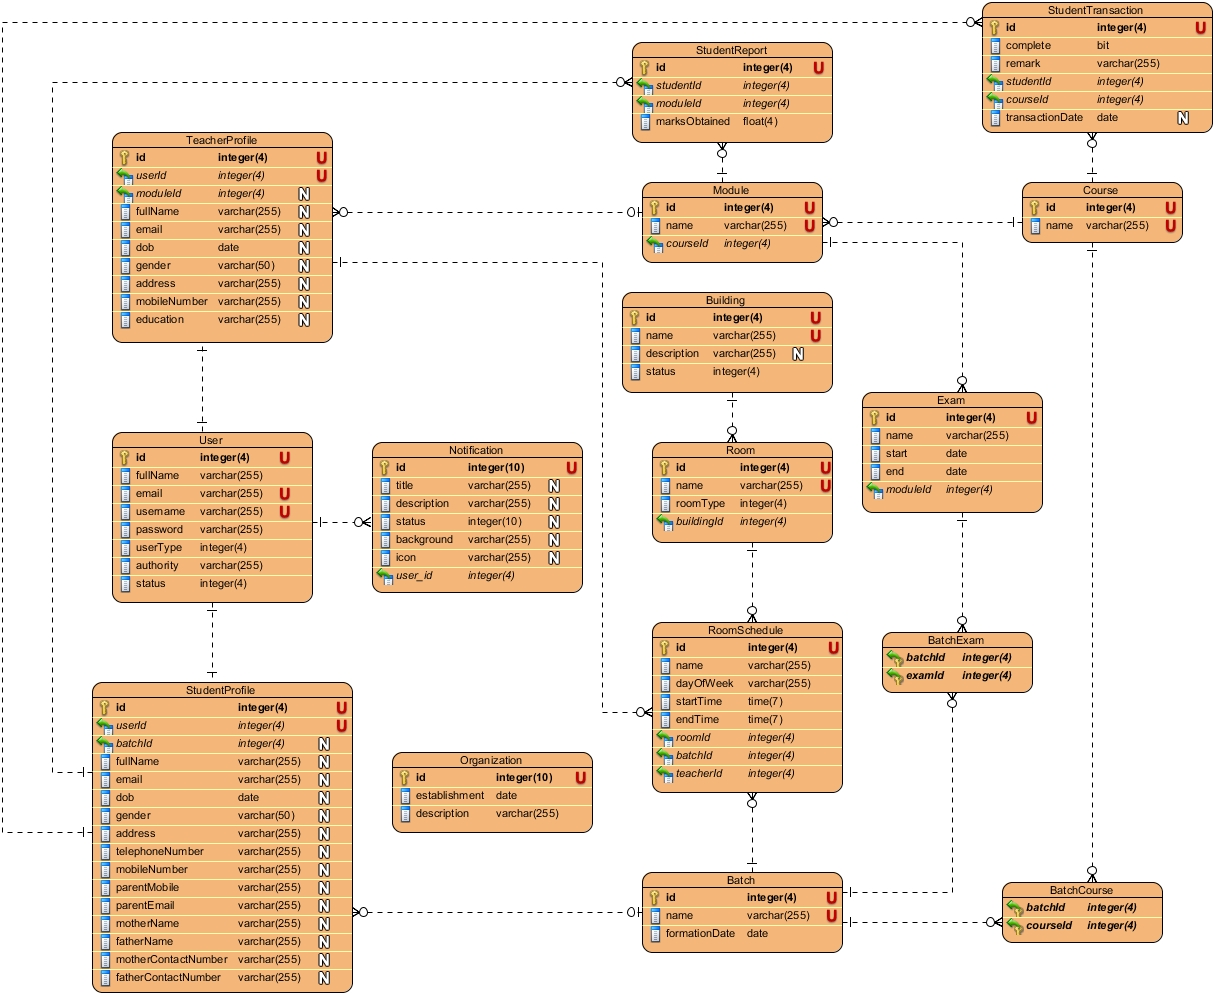 StudentTransaction
id integer(4) U
complete bit
remark varchar(255)
studentId integer(4)
courseId integer(4)
transactionDate date N
StudentReport
id integer(4) U
studentId integer(4)
moduleId integer(4)
marksObtained float(4)
TeacherProfile
id integer(4) U
userId integer(4) U
moduleId integer(4) N
fullName varchar(255) N
email varchar(255) N
dob date N
gender varchar(50) N
address varchar(255) N
mobileNumber varchar(255) N
education varchar(255) N
Module
id integer(4) U
name varchar(255) U
courseId integer(4)
Course
id integer(4) U
name varchar(255) U
Building
id integer(4) U
name varchar(255) U
description varchar(255) N
status integer(4)
Exam
id integer(4) U
name varchar(255)
start date
end date
moduleId integer(4)
User
id integer(4) U
fullName varchar(255)
email varchar(255) U
username varchar(255) U
password varchar(255)
userType integer(4)
authority varchar(255)
status integer(4)
Notification
id integer(10) U
title varchar(255) N
description varchar(255) N
status integer(10) N
background varchar(255) N
icon varchar(255) N
user_id integer(4)
Room
id integer(4) U
name varchar(255) U
roomType integer(4)
buildingId integer(4)
RoomSchedule
id integer(4) U
name varchar(255)
dayOfWeek varchar(255)
startTime time(7)
endTime time(7)
roomId integer(4)
batchId integer(4)
teacherId integer(4)
BatchExam
batchId integer(4)
examId integer(4)
StudentProfile
id integer(4) U
userId integer(4) U
batchId integer(4) N
fullName varchar(255) N
email varchar(255) N
dob date N
gender varchar(50) N
address varchar(255) N
telephoneNumber varchar(255) N
mobileNumber varchar(255) N
parentMobile varchar(255) N
parentEmail varchar(255) N
motherName varchar(255) N
fatherName varchar(255) N
motherContactNumber varchar(255) N
fatherContactNumber varchar(255) N
Organization
id integer(10) U
establishment date
description varchar(255)
Batch
id integer(4) U
name varchar(255) U
formationDate date
BatchCourse
batchId integer(4)
courseId integer(4)